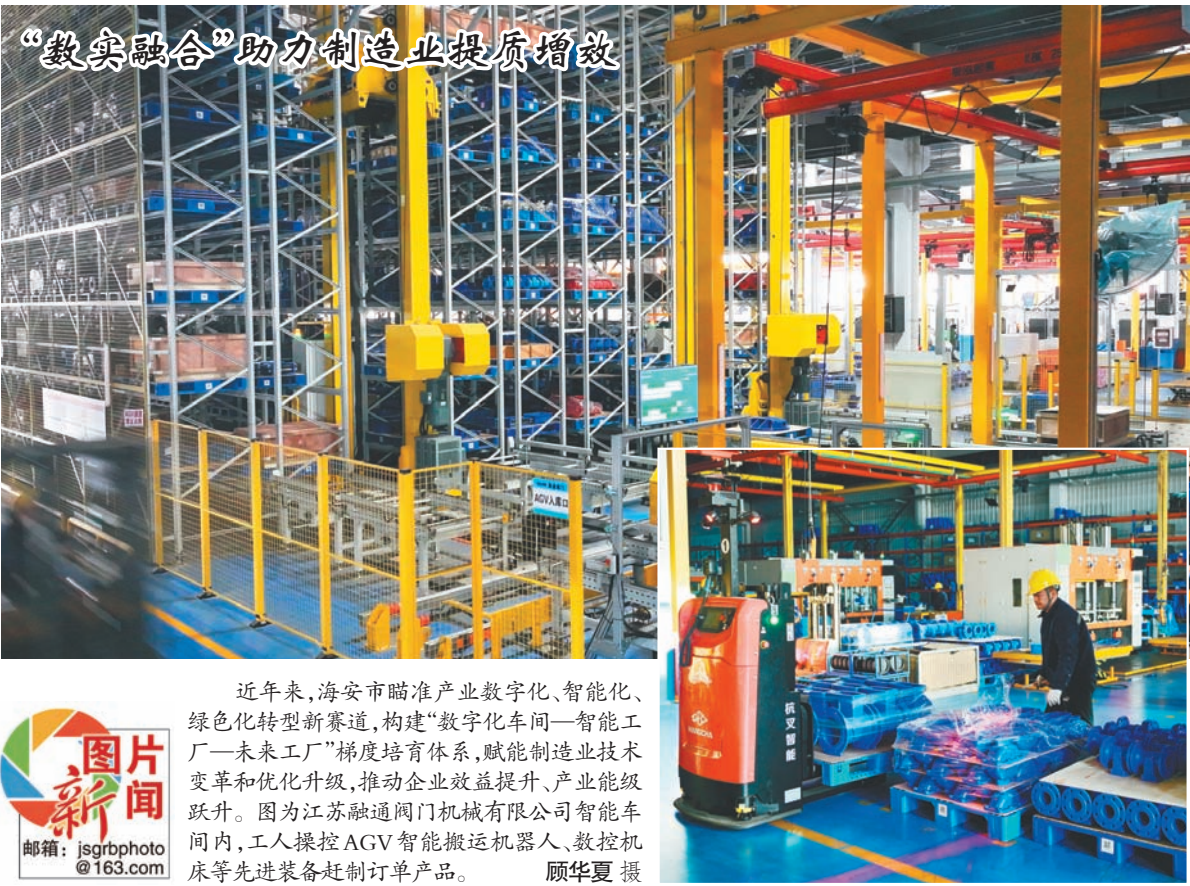 “数实融合”助力制造业提质增效
AGV入库口
1
杭叉智能
HANGCHA
近年来,海安市瞄准产业数字化、智能化、
绿色化转型新赛道,构建“数字化车间—智能工
厂—未来工厂”梯度培育体系,赋能制造业技术
变革和优化升级,推动企业效益提升、产业能级
跃升。图为江苏融通阀门机械有限公司智能车
间内,工人操控AGV智能搬运机器人、数控机
床等先进装备赶制订单产品。
顾华夏 摄
图片
新闻
邮箱:jsgrbphoto
@163.com